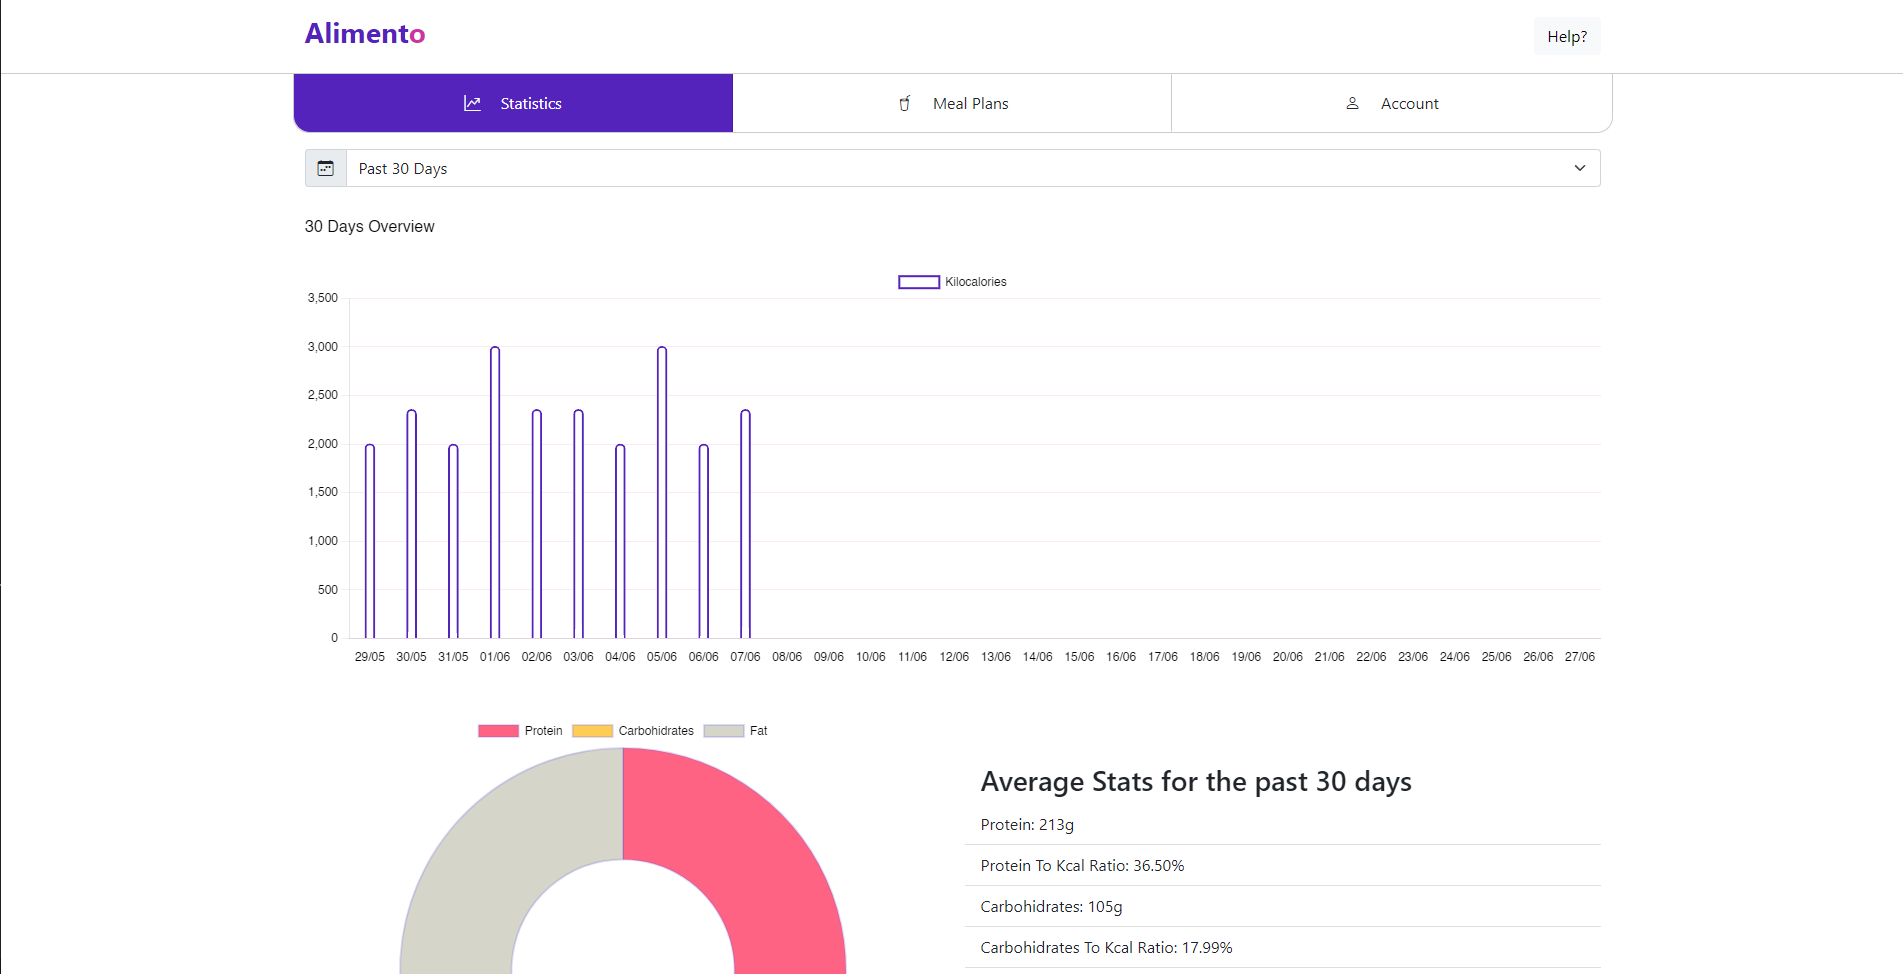 Alimento
Help?
Statistics
Meal Plans
Account
Past 30 Days
30 Days Overview
Kilocalories
3,500
3,000
2,500
2,000
1,500
1,000
500
0
29/05 30/05 31/05 01/06 02/06 03/06 04/06 05/06 06/06 07/06 08/06 09/06 10/06 11/06 12/06 13/06 14/06 15/06 16/06 17/06 18/06 19/06 20/06 21/06 22/06 23/06 24/06 25/06 26/06 27/06
Protein Carbohidrates Fat
Average Stats for the past 30 days
Protein: 213g
Protein To Kcal Ratio: 36.50%
Carbohidrates: 105g
Carbohidrates To Kcal Ratio: 17.99%